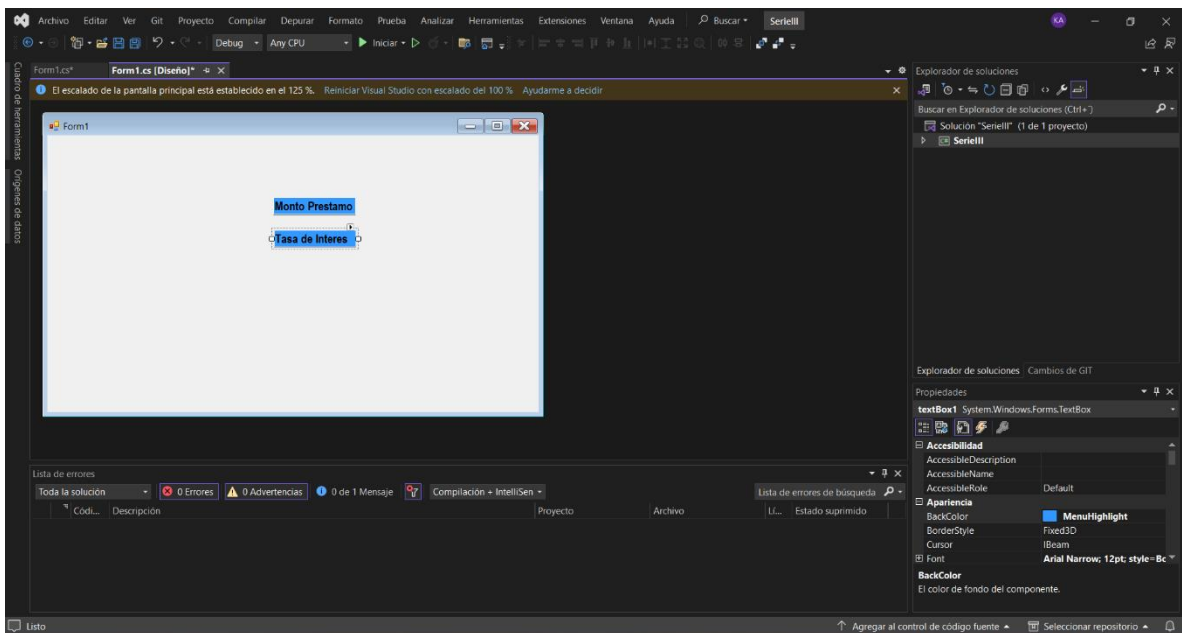 Archivo Editar Ver Git Proyecto Compilar Depurar Formato Prueba Analizar Herramientas Extensiones Ventana Ayuda Buscar SerieIII KA
Debug Any CPU Iniciar
Cuadro de herramientas
Orígenes de datos
Form1.cs* Form1.cs [Diseño]*
El escalado de la pantalla principal está establecido en el 125 %. Reiniciar Visual Studio con escalado del 100 % Ayudarme a decidir
Form1
Monto Prestamo
Tasa de Interes
Explorador de soluciones
Buscar en Explorador de soluciones (Ctrl+¨)
Solución "SerieIII" (1 de 1 proyecto)
SerieIII
Explorador de soluciones Cambios de GIT
Propiedades
textBox1 System.Windows.Forms.TextBox
Accesibilidad
AccessibleDescription
AccessibleName
AccessibleRole Default
Apariencia
BackColor MenuHighlight
BorderStyle Fixed3D
Cursor IBeam
Font Arial Narrow; 12pt; style=Bc
BackColor
El color de fondo del componente.
Lista de errores
Toda la solución 0 Errores 0 Advertencias 0 de 1 Mensaje Compilación + IntelliSen Lista de errores de búsqueda
Códi... Descripción Proyecto Archivo Lí... Estado suprimido
Listo Agregar al control de código fuente Seleccionar repositorio